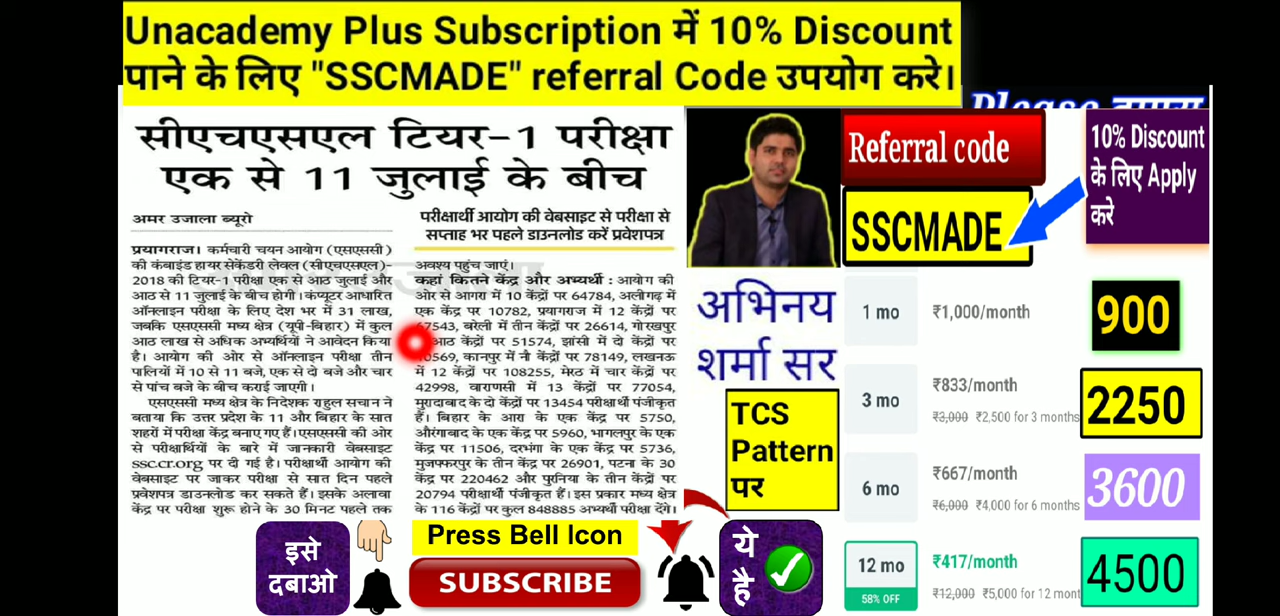 Unacademy Plus Subscription में 10% Discount
पाने के लिए "SSCMADE" referral Code उपयोग करे।
सीएचएसएल टियर-1 परीक्षा
एक से 11 जुलाई के बीच
अमर उजाला ब्यूरो
प्रयागराज। कर्मचारी चयन आयोग (एसएससी)
की कंबाइंड हायर सेकेंडरी लेवल (सीएचएसएल)-
2018 की टियर-1 परीक्षा एक से आठ जुलाई और
आठ से 11 जुलाई के बीच होगी। कंप्यूटर आधारित
ऑनलाइन परीक्षा के लिए देश भर में 31 लाख,
जबकि एसएससी मध्य क्षेत्र (यूपी-बिहार) में कुल
आठ लाख से अधिक अभ्यर्थियों ने आवेदन किया
है। आयोग की ओर से ऑनलाइन परीक्षा तीन
पालियों में 10 से 11 बजे, एक से दो बजे और चार
से पांच बजे के बीच कराई जाएगी।
एसएससी मध्य क्षेत्र के निदेशक राहुल सचान ने
बताया कि उत्तर प्रदेश के 11 और बिहार के सात
शहरों में परीक्षा केंद्र बनाए गए हैं। एसएससी की ओर
से परीक्षार्थियों के बारे में जानकारी वेबसाइट
ssc.cr.org पर दी गई है। परीक्षार्थी आयोग की
वेबसाइट पर जाकर परीक्षा से सात दिन पहले
प्रवेशपत्र डाउनलोड कर सकते हैं। इसके अलावा
केंद्र पर परीक्षा शुरू होने के 30 मिनट पहले तक
परीक्षार्थी आयोग की वेबसाइट से परीक्षा से
सप्ताह भर पहले डाउनलोड करें प्रवेशपत्र
अवश्य पहुंच जाएं।
कहां कितने केंद्र और अभ्यर्थी : आयोग की
ओर से आगरा में 10 केंद्रों पर 64784, अलीगढ़ में
एक केंद्र पर 10782, प्रयागराज में 12 केंद्रों पर
67543, बरेली में तीन केंद्रों पर 26614, गोरखपुर
आठ केंद्रों पर 51574, झांसी में दो केंद्रों पर
कानपुर में नौ केंद्रों पर 78149, लखनऊ
में 12 केंद्रों पर 108255, मेरठ में चार केंद्रों पर
42998, वाराणसी में 13 केंद्रों पर 77054,
मुरादाबाद के दो केंद्रों पर 13454 परीक्षार्थी पंजीकृत
हैं। बिहार के आरा के एक केंद्र पर 5750,
औरंगाबाद के एक केंद्र पर 5960, भागलपुर के एक
केंद्र पर 11506, दरभंगा के एक केंद्र पर 5736,
मुजफ्फरपुर के तीन केंद्र पर 26901, पटना के 30
केंद्र पर 220462 और पुरनिया के तीन केंद्रों पर
20794 परीक्षार्थी पंजीकृत हैं। इस प्रकार मध्य क्षेत्र
के 116 केंद्रों पर कुल 848885 अभ्यर्थी परीक्षा देंगे।
Please हमारा
Referral code
SSCMADE
10% Discount
के लिए Apply
करे
अभिनय
शर्मा सर
TCS
Pattern
पर
1 mo ₹1,000/month 900
3 mo ₹833/month
₹3,000 ₹2,500 for 3 months 2250
6 mo ₹667/month
₹6,000 ₹4,000 for 6 months 3600
12 mo ₹417/month
58% OFF ₹12,000 ₹5,000 for 12 mont 4500
इसे
दबाओ
Press Bell Icon
SUBSCRIBE
ये
है